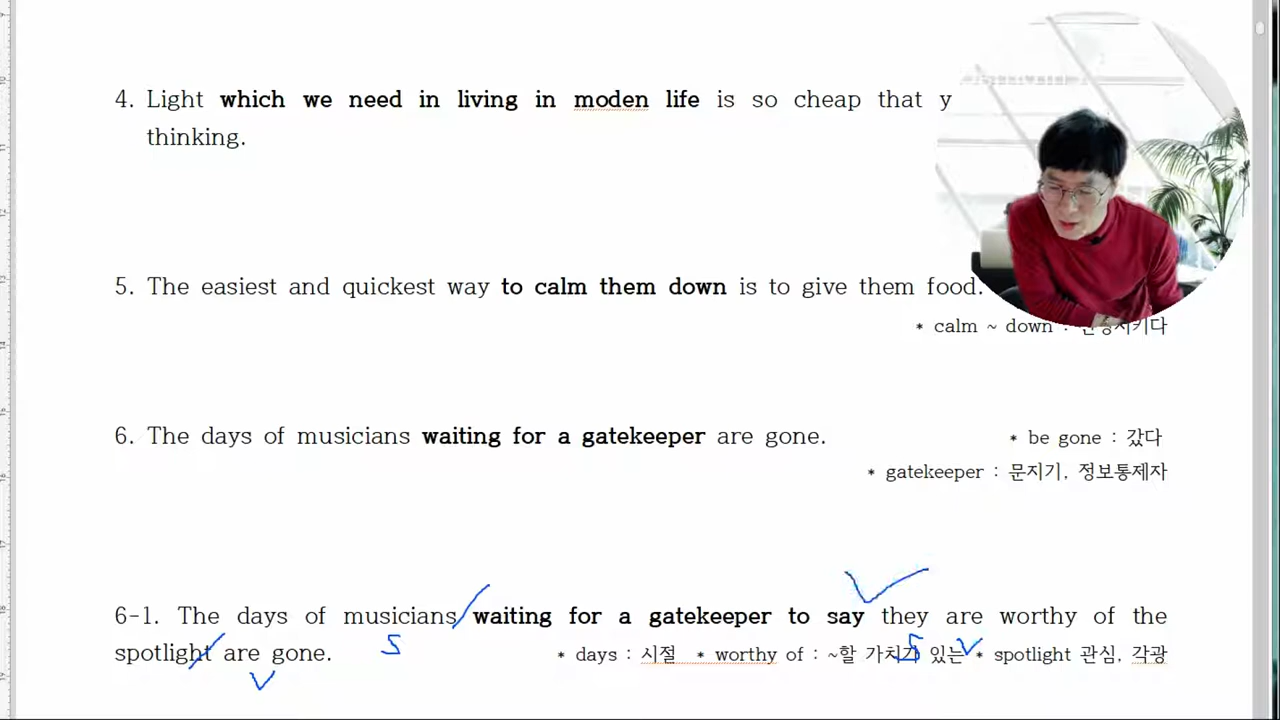 4. Light which we need in living in moden life is so cheap that y
thinking.
5. The easiest and quickest way to calm them down is to give them food.
* calm ~ down :
6. The days of musicians waiting for a gatekeeper are gone. * be gone : 갔다
* gatekeeper : 문지기, 정보통제자
6-1. The days of musicians waiting for a gatekeeper to say they are worthy of the
S S V
spotlight are gone. * days : 시절 * worthy of : ~할 가치가 있는 * spotlight 관심, 각광
V